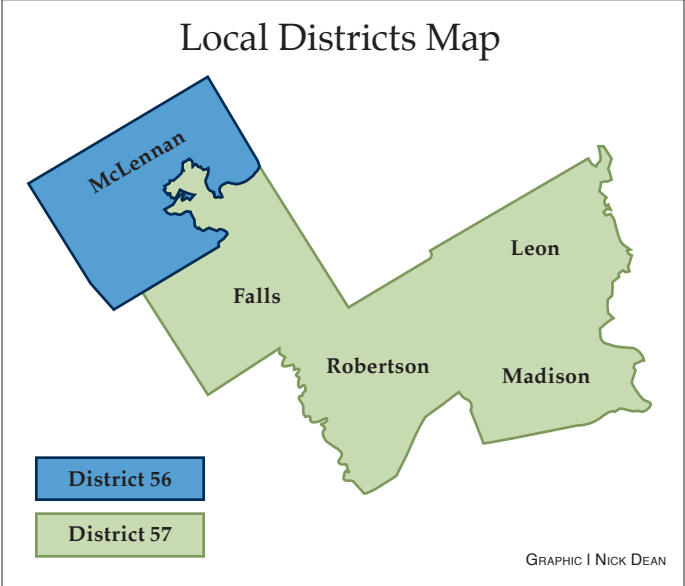 Local Districts Map
McLennan
Leon
Falls
Robertson
Madison
District 56
District 57
Graphic | Nick Dean